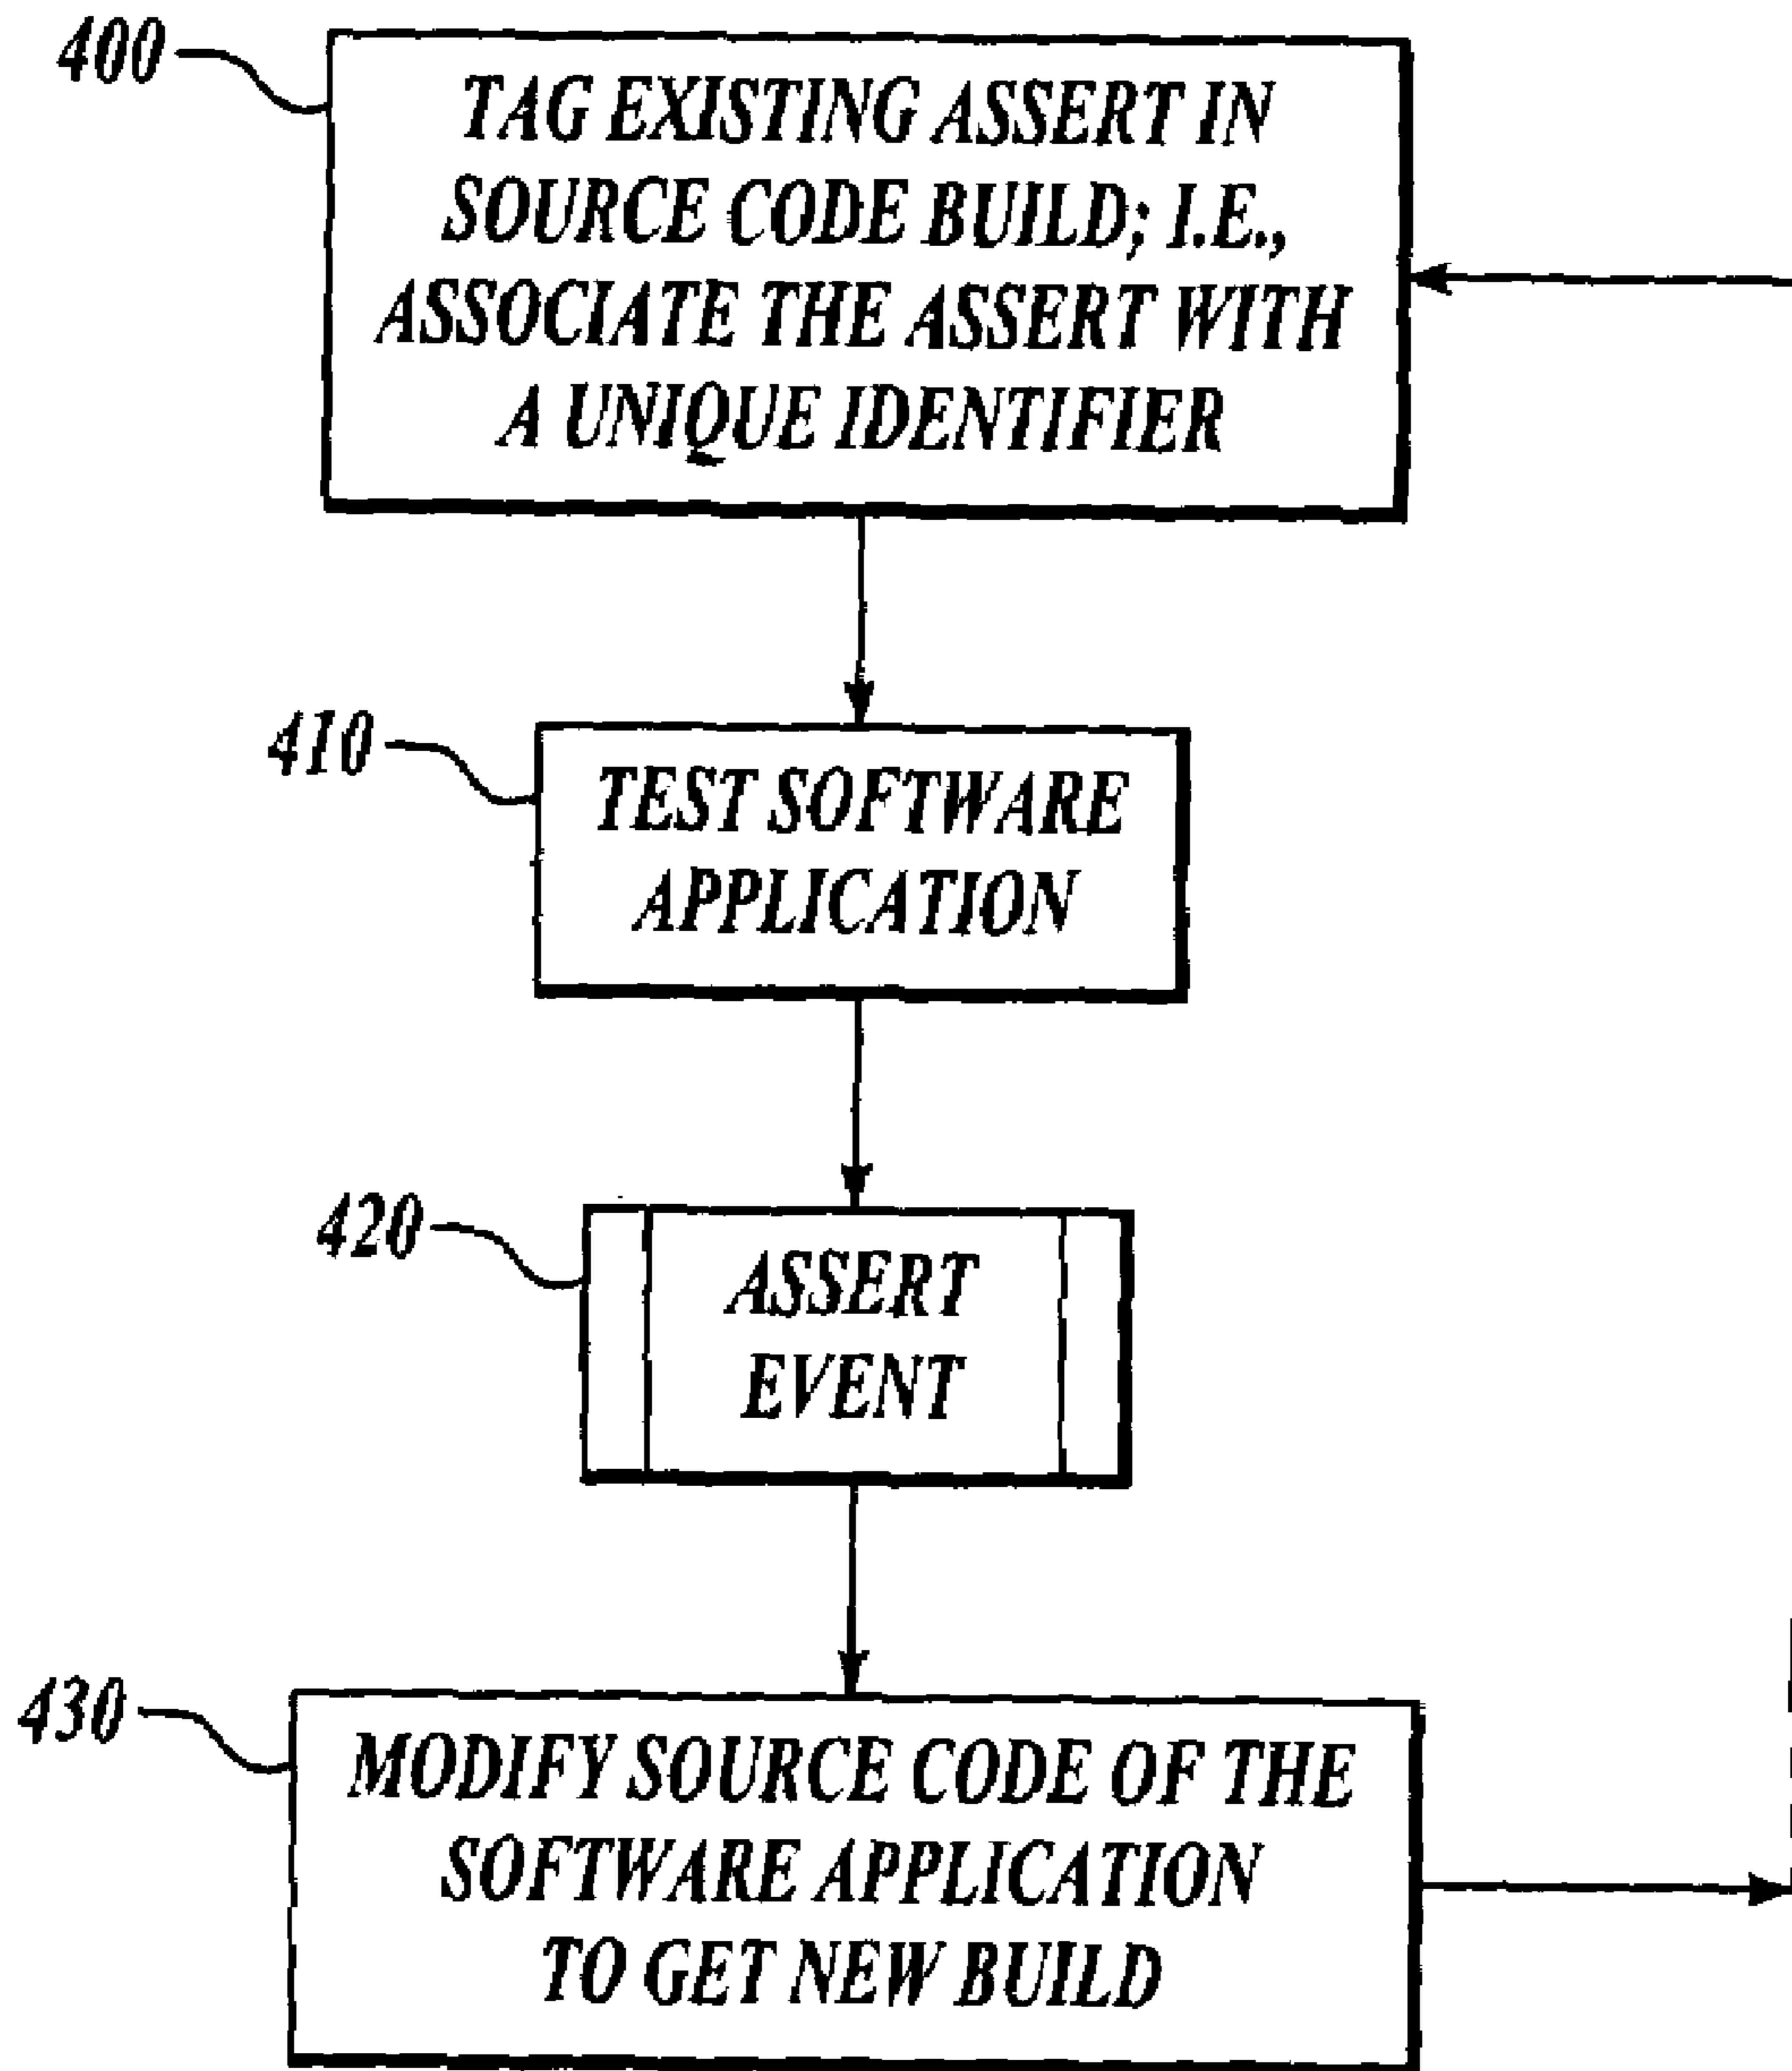 400
TAG EXISTING ASSERT IN
SOURCE CODE BUILD; I.E.,
ASSOCIATE THE ASSERT WITH
A UNIQUE IDENTIFIER
410
TEST SOFTWARE
APPLICATION
420
ASSERT
EVENT
430
MODIFY SOURCE CODE OF THE
SOFTWARE APPLICATION
TO GET NEW BUILD